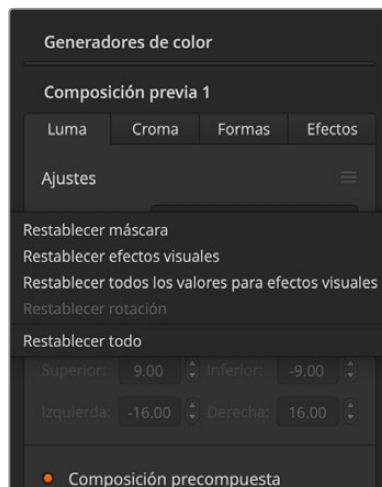 Generadores de color
Composición previa 1
Luma Croma Formas Efectos
Ajustes
Restablecer máscara
Restablecer efectos visuales
Restablecer todos los valores para efectos visuales
Restablecer rotación
Restablecer todo
Superior: 9.00 Inferior: -9.00
Izquierda: -16.00 Derecha: 16.00
Composición precompuesta